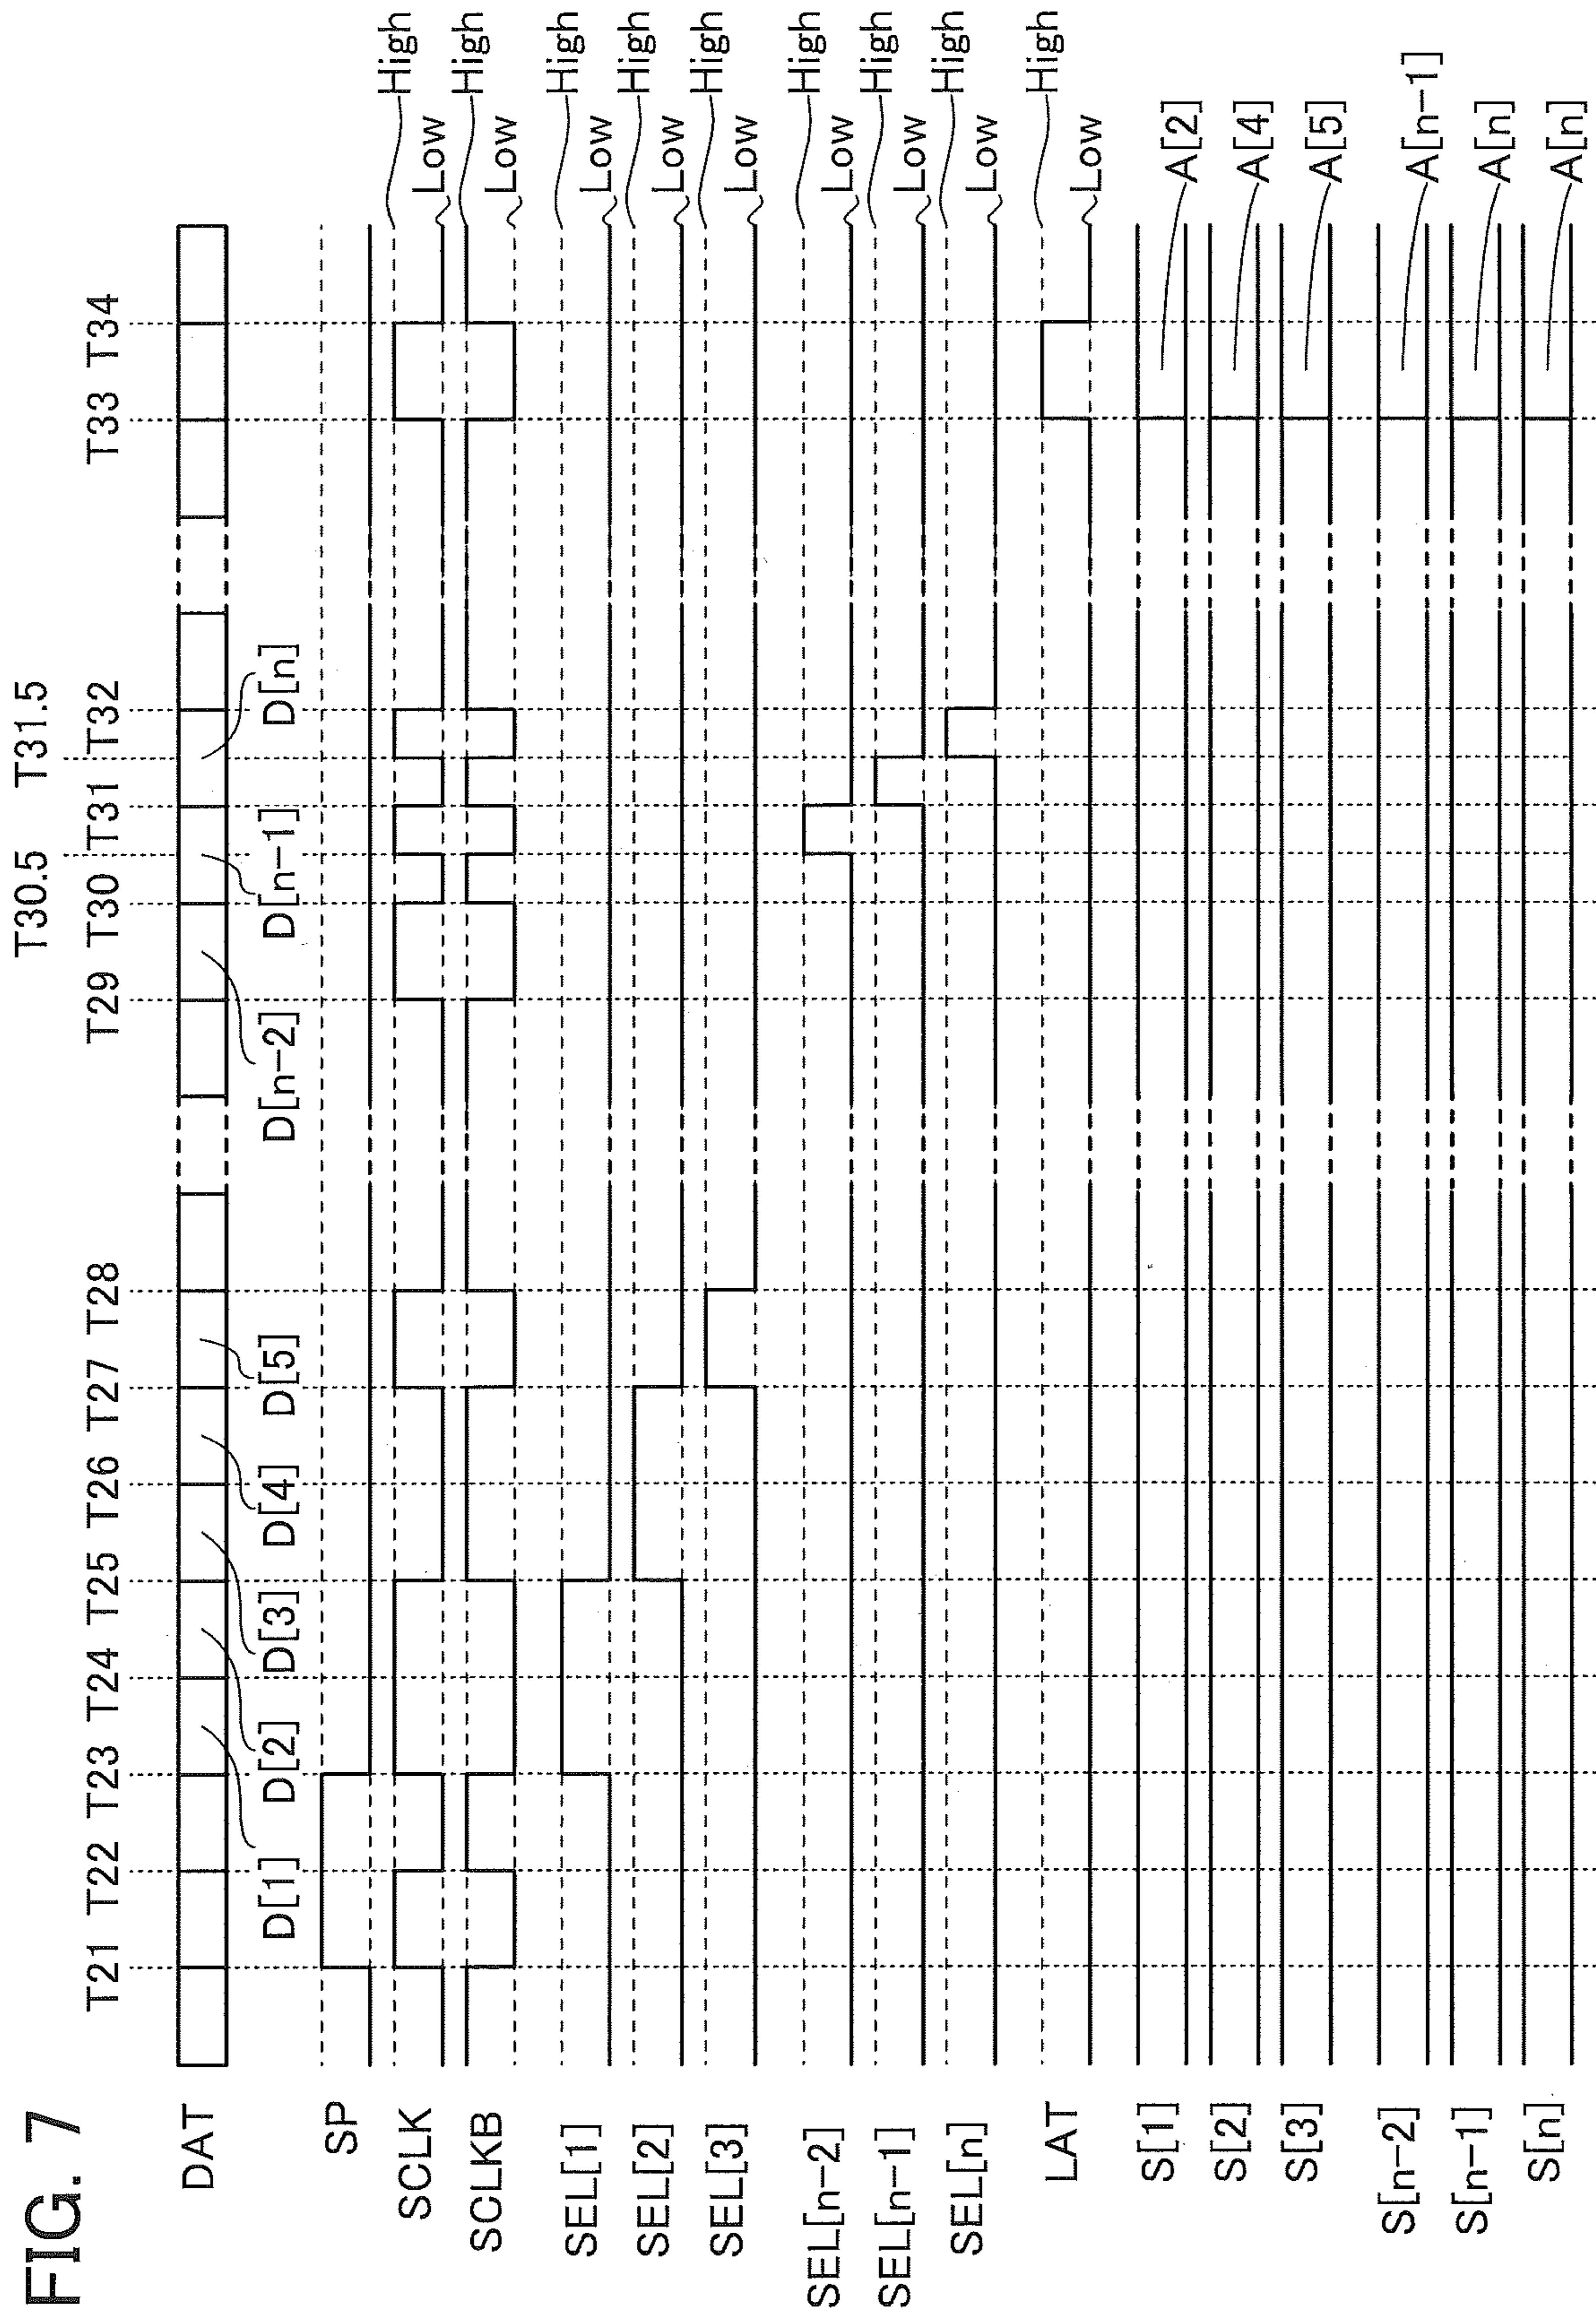 FIG. 7
T30.5 T31.5
T21 T22 T23 T24 T25 T26 T27 T28 T29 T30 T31 T32 T33 T34
DAT
D[1] D[2] D[3] D[4] D[5] D[n-2] D[n-1] D[n]
SP
SCLK High Low
SCLKB High Low
SEL[1] High Low
SEL[2] High Low
SEL[3] High Low
SEL[n-2] High Low
SEL[n-1] High Low
SEL[n] High Low
LAT High Low
S[1] A[2]
S[2] A[4]
S[3] A[5]
S[n-2] A[n-1]
S[n-1] A[n]
S[n] A[n]